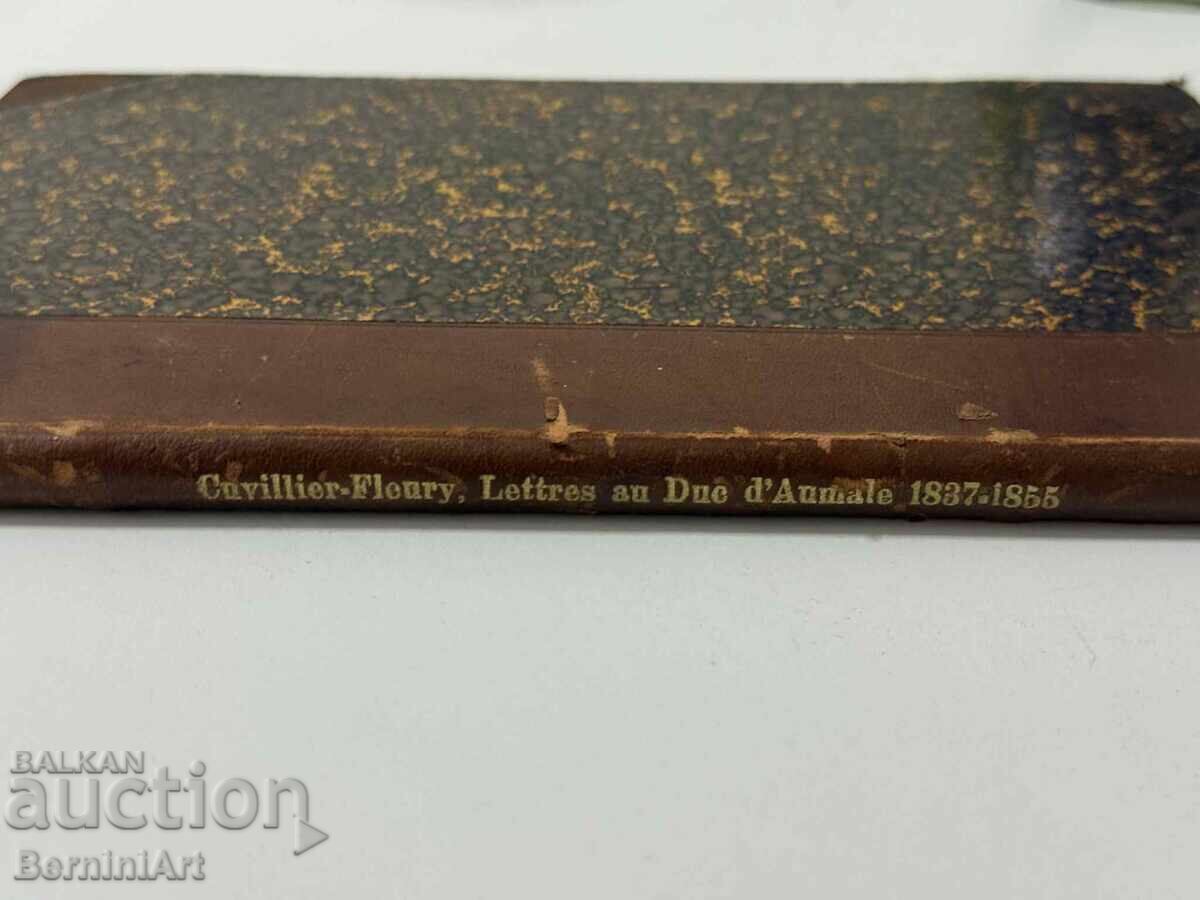 Cuvillier-Fleury, Lettres au Duc d'Aumale 1837-1855
BALKAN
auction
BerniniArt